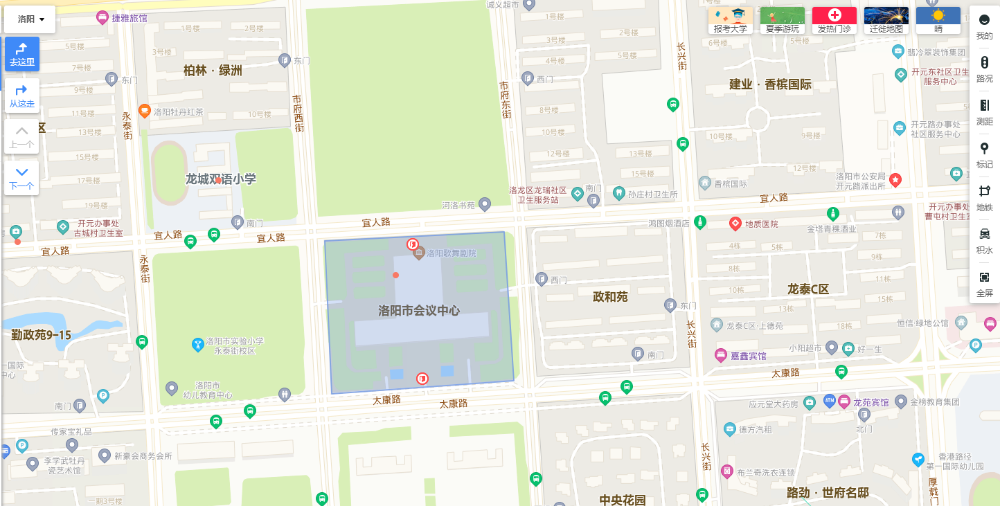 洛阳
去这里
从这走
上一个
下一个
捷雅旅馆
诚义超市
报考大学
夏季游玩
发热门诊
迁徙地图
晴
我的
路况
测距
标记
地铁
积水
全屏
1号楼
2号楼
3号楼
5号楼
7号楼
9号楼
11号楼
13号楼
15号楼
17号楼
19号楼
区
东门
柏林·绿洲
东门
洛阳牡丹红茶
10号楼
永泰街
市府西街
市府东街
长兴街
1号楼
2号楼
3号楼
4号楼
5号楼
西门
8号楼
10号楼
12号楼
13号楼
15号楼
6号楼
5号楼
建业·香槟国际
10号楼
9号楼
12号楼
翡冷翠装饰集团
开元东社区卫生
服务中心
开元路办事处
社区服务中心
洛阳市公安局
开元路派出所
香槟国际
龙城双语小学
南门
河洛书苑
洛龙区龙瑞社区
卫生服务站
南门
孙庄村卫生所
宜人路
宜人路
宜人路
宜人路
宜人路
开元办事处
古城村卫生室
鸿图烟酒店
地质医院
金塔青稞酒业
开元办事处
曹屯村卫生室
洛阳歌舞剧院
洛阳市会议中心
永泰街
西门
政和苑
东门
南门
长兴街
4栋
5栋
7栋
8栋
9栋
10栋
11栋
13栋
15栋
18栋
龙泰C区
龙泰C区·上德苑
恒信·绿地公馆
小阳超市
好一生
嘉鑫宾馆
勤政苑9-15
一国际
中心
洛阳市实验小学
永泰街校区
洛阳市
幼儿教育中心
南门
太康路
太康路
太康路
应元堂大药房
ATM
龙苑宾馆
金榜教育集团
北门
德方汽租
传家宝礼品
李学武牡丹
瓷艺术馆
新豪会商务会所
一期3号楼
长兴街
布兰奇洗衣连锁
香港路径
第一国际幼儿园
厚载门
中央花园
路劲·世府名邸